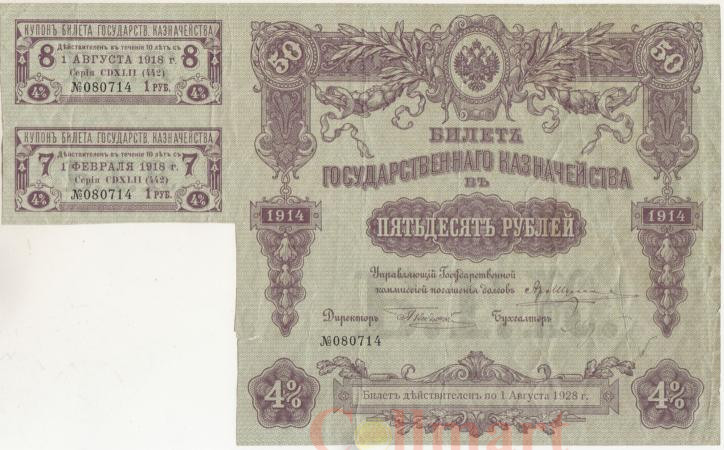 КУПОНЪ БИЛЕТА ГОСУДАРСТВ. КАЗНАЧЕЙСТВА
Дѣйствителенъ въ теченіе 10 лѣтъ съ
8 1 АВГУСТА 1918 г. 8
Серія CDXLII (442)
4% №080714 1 РУБ. 4%
КУПОНЪ БИЛЕТА ГОСУДАРСТВ. КАЗНАЧЕЙСТВА
Дѣйствителенъ въ теченіе 10 лѣтъ съ
7 1 ФЕВРАЛЯ 1918 г. 7
Серія CDXLII (442)
4% №080714 1 РУБ. 4%
50 50
БИЛЕТЪ
ГОСУДАРСТВЕННАГО КАЗНАЧЕЙСТВА
ВЪ
1914 ПЯТЬДЕСЯТЪ РУБЛЕЙ 1914
Управляющій Государственной
коммиссіей погашенія долговъ
Директоръ Бухгалтеръ
№080714
4% Билетъ дѣйствителенъ по 1 Августа 1928 г. 4%